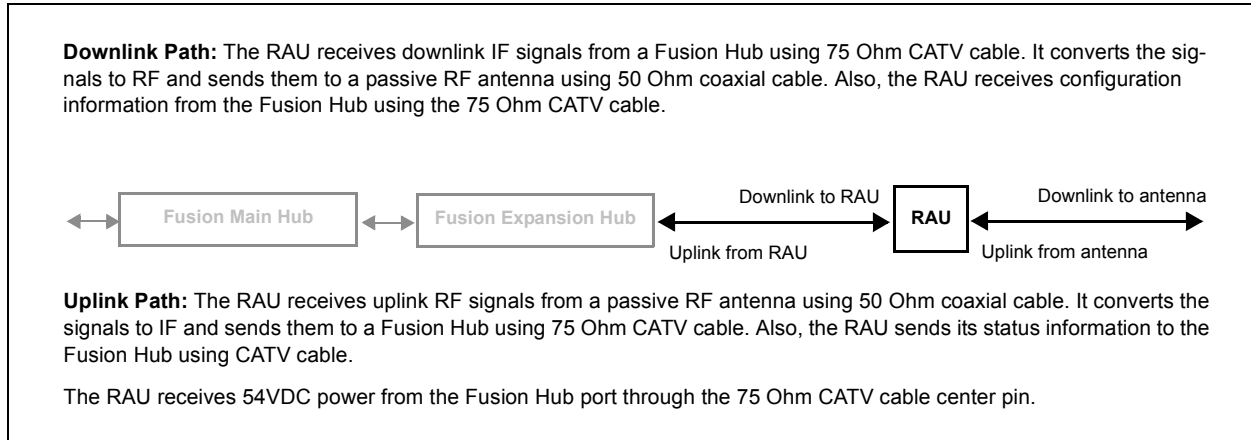 Downlink Path: The RAU receives downlink IF signals from a Fusion Hub using 75 Ohm CATV cable. It converts the sig-
nals to RF and sends them to a passive RF antenna using 50 Ohm coaxial cable. Also, the RAU receives configuration
information from the Fusion Hub using the 75 Ohm CATV cable.
Fusion Main Hub
Fusion Expansion Hub
Downlink to RAU
Uplink from RAU
RAU
Downlink to antenna
Uplink from antenna
Uplink Path: The RAU receives uplink RF signals from a passive RF antenna using 50 Ohm coaxial cable. It converts the
signals to IF and sends them to a Fusion Hub using 75 Ohm CATV cable. Also, the RAU sends its status information to the
Fusion Hub using CATV cable.
The RAU receives 54VDC power from the Fusion Hub port through the 75 Ohm CATV cable center pin.